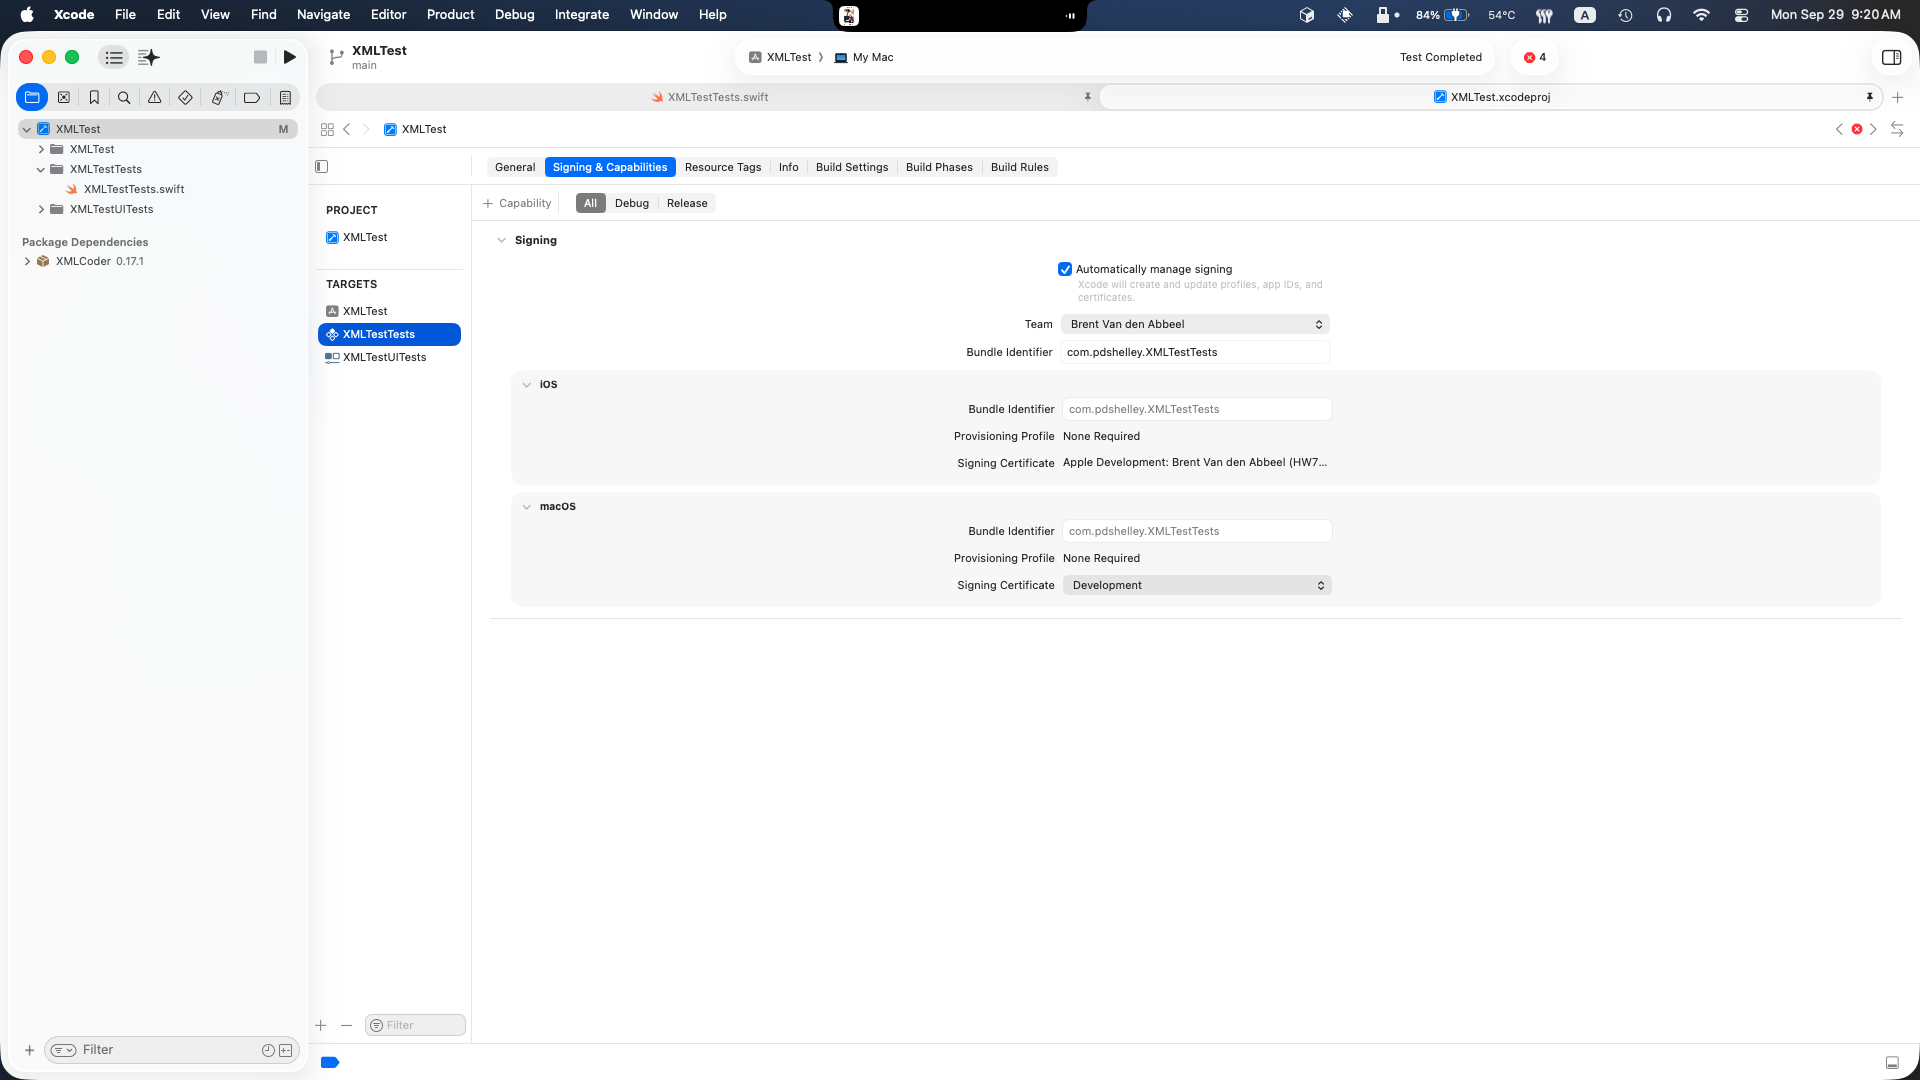 Xcode File Edit View Find Navigate Editor Product Debug Integrate Window Help
84% 54°C A Mon Sep 29 9:20 AM
XMLTest
main
XMLTest My Mac
Test Completed
4
XMLTestTests.swift
XMLTest.xcodeproj
XMLTest
XMLTest M
XMLTest
XMLTestTests
XMLTestTests.swift
XMLTestUITests
Package Dependencies
XMLCoder 0.17.1
Filter
General Signing & Capabilities Resource Tags Info Build Settings Build Phases Build Rules
PROJECT
XMLTest
TARGETS
XMLTest
XMLTestTests
XMLTestUITests
Filter
+ Capability All Debug Release
Signing
Automatically manage signing
Xcode will create and update profiles, app IDs, and
certificates.
Team Brent Van den Abbeel
Bundle Identifier com.pdshelley.XMLTestTests
iOS
Bundle Identifier com.pdshelley.XMLTestTests
Provisioning Profile None Required
Signing Certificate Apple Development: Brent Van den Abbeel (HW7...
macOS
Bundle Identifier com.pdshelley.XMLTestTests
Provisioning Profile None Required
Signing Certificate Development